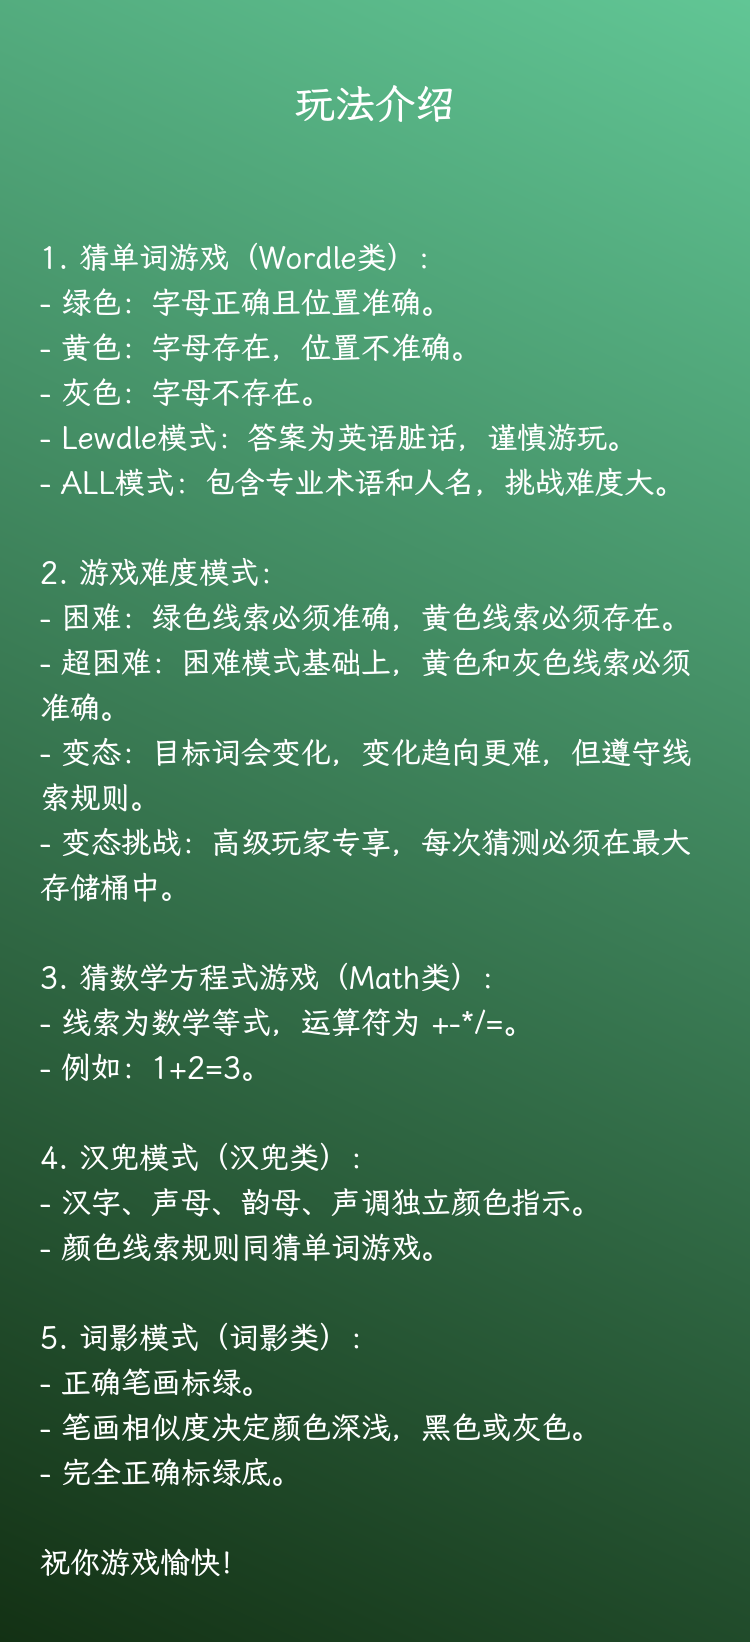 玩法介绍
1. 猜单词游戏（Wordle类）：
- 绿色：字母正确且位置准确。
- 黄色：字母存在，位置不准确。
- 灰色：字母不存在。
- Lewdle模式：答案为英语脏话，谨慎游玩。
- ALL模式：包含专业术语和人名，挑战难度大。
2. 游戏难度模式：
- 困难：绿色线索必须准确，黄色线索必须存在。
- 超困难：困难模式基础上，黄色和灰色线索必须
准确。
- 变态：目标词会变化，变化趋向更难，但遵守线
索规则。
- 变态挑战：高级玩家专享，每次猜测必须在最大
存储桶中。
3. 猜数学方程式游戏（Math类）：
- 线索为数学等式，运算符为 +-*/=。
- 例如：1+2=3。
4. 汉兜模式（汉兜类）：
- 汉字、声母、韵母、声调独立颜色指示。
- 颜色线索规则同猜单词游戏。
5. 词影模式（词影类）：
- 正确笔画标绿。
- 笔画相似度决定颜色深浅，黑色或灰色。
- 完全正确标绿底。
祝你游戏愉快！